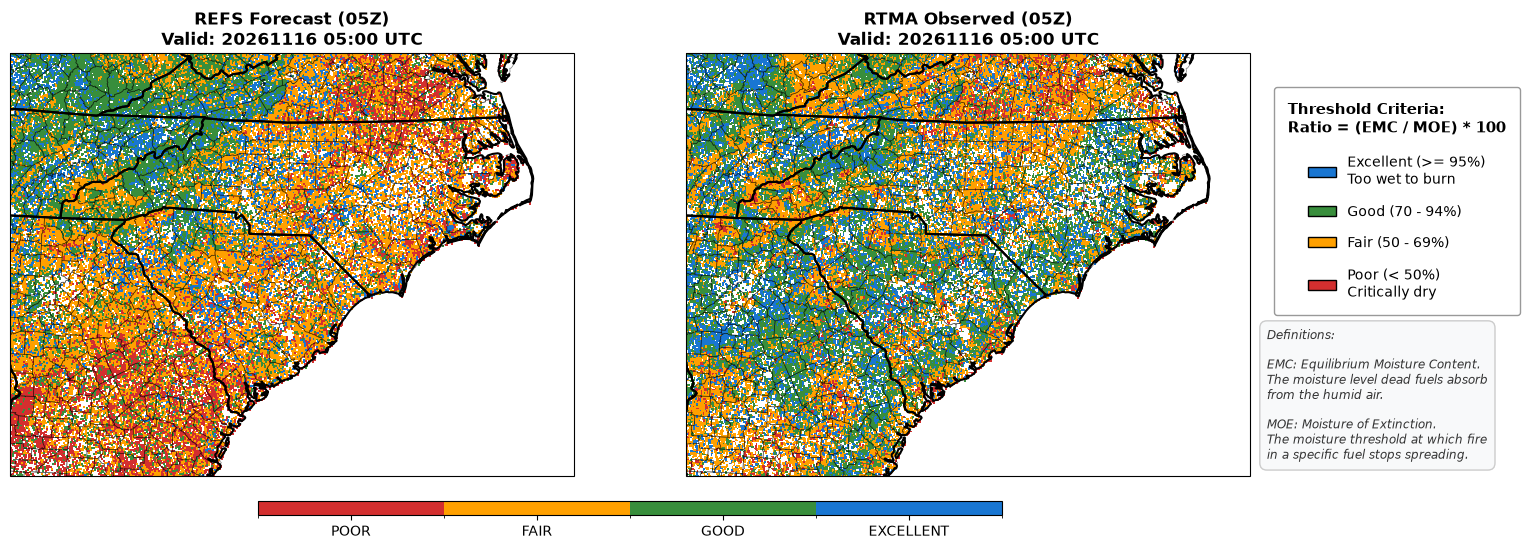 REFS Forecast (05Z)
Valid: 20261116 05:00 UTC
RTMA Observed (05Z)
Valid: 20261116 05:00 UTC
Threshold Criteria:
Ratio = (EMC / MOE) * 100
Excellent (>= 95%)
Too wet to burn
Good (70 - 94%)
Fair (50 - 69%)
Poor (< 50%)
Critically dry
Definitions:
EMC: Equilibrium Moisture Content.
The moisture level dead fuels absorb
from the humid air.
MOE: Moisture of Extinction.
The moisture threshold at which fire
in a specific fuel stops spreading.
POOR
FAIR
GOOD
EXCELLENT